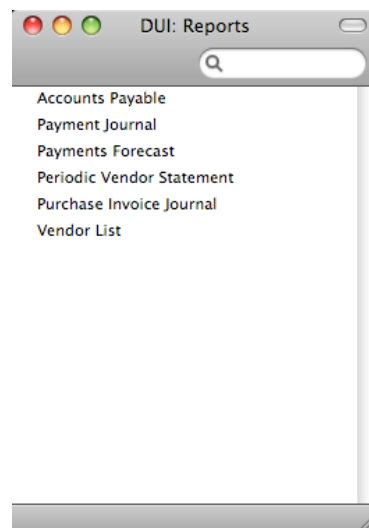 DUI: Reports
Accounts Payable
Payment Journal
Payments Forecast
Periodic Vendor Statement
Purchase Invoice Journal
Vendor List